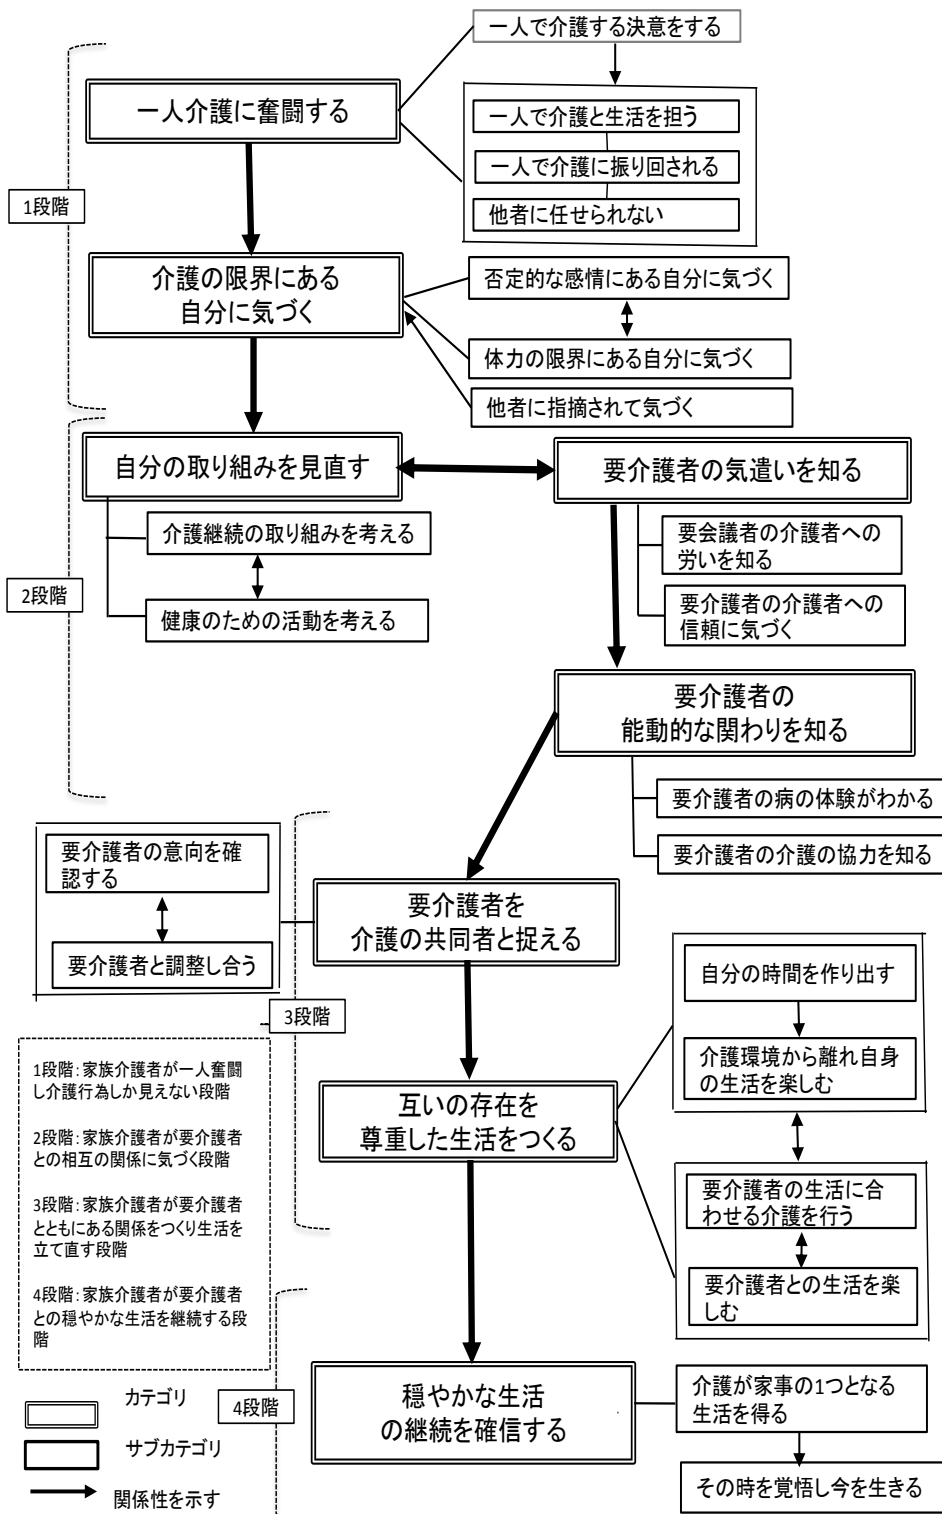 一人で介護する決意をする
一人介護に奮闘する
一人で介護と生活を担う
一人で介護に振り回される
他者に任せられない
1段階
介護の限界にある
自分に気づく
否定的な感情にある自分に気づく
体力の限界にある自分に気づく
他者に指摘されて気づく
自分の取り組みを見直す
要介護者の気遣いを知る
介護継続の取り組みを考える
健康のための活動を考える
要会議者の介護者への
労いを知る
要介護者の介護者への
信頼に気づく
2段階
要介護者の
能動的な関わりを知る
要介護者の病の体験がわかる
要介護者の介護の協力を知る
要介護者の意向を確
認する
要介護者と調整し合う
要介護者を
介護の共同者と捉える
3段階
自分の時間を作り出す
介護環境から離れ自身
の生活を楽しむ
互いの存在を
尊重した生活をつくる
要介護者の生活に合
わせる介護を行う
要介護者との生活を楽
しむ
1段階：家族介護者が一人奮闘
し介護行為しか見えない段階
2段階：家族介護者が要介護者
との相互の関係に気づく段階
3段階：家族介護者が要介護者
とともにある関係をつくり生活を
立て直す段階
4段階：家族介護者が要介護者
との穏やかな生活を継続する段
階
4段階
穏やかな生活
の継続を確信する
介護が家事の1つとなる
生活を得る
その時を覚悟し今を生きる
カテゴリ
サブカテゴリ
関係性を示す